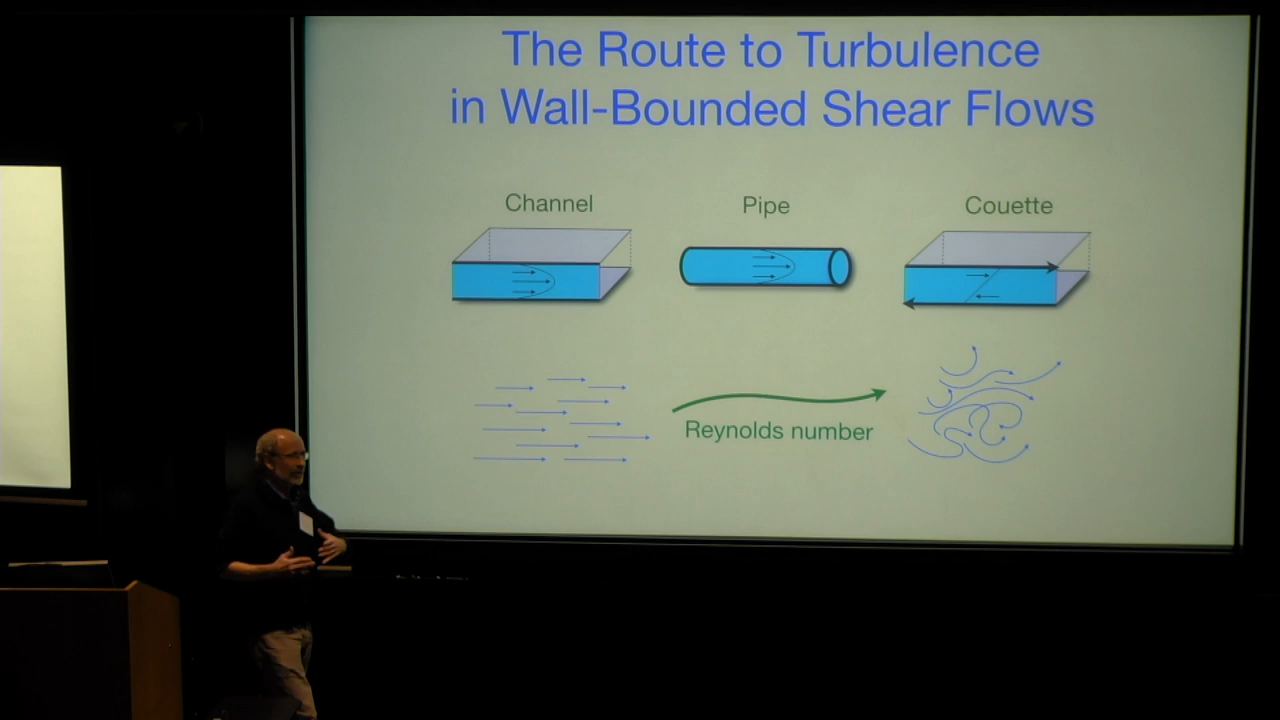 The Route to Turbulence
in Wall-Bounded Shear Flows
Channel
Pipe
Couette
Reynolds number